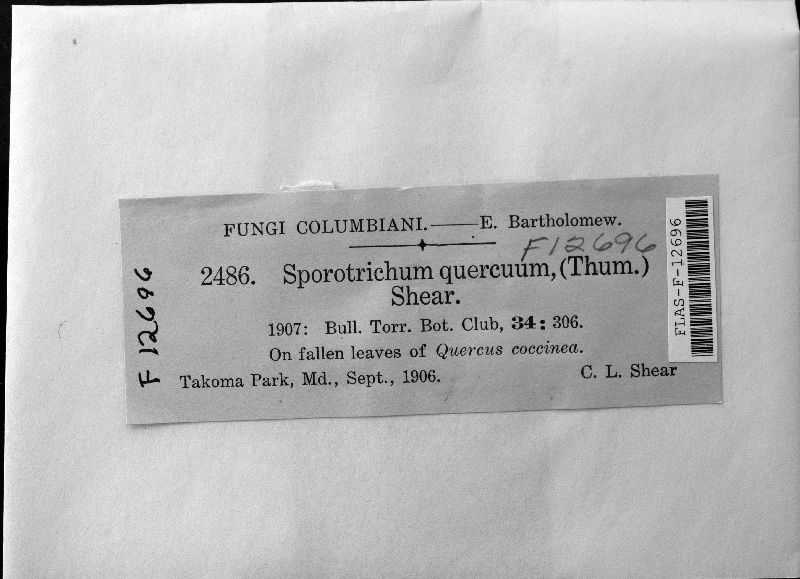 FUNGI COLUMBIANI.——E. Bartholomew.
F12696
2486. Sporotrichum quercuum, (Thum.)
Shear.
1907: Bull. Torr. Bot. Club, 34: 306.
On fallen leaves of Quercus coccinea.
Takoma Park, Md., Sept., 1906. C. L. Shear
F 12696
FLAS-F-12696